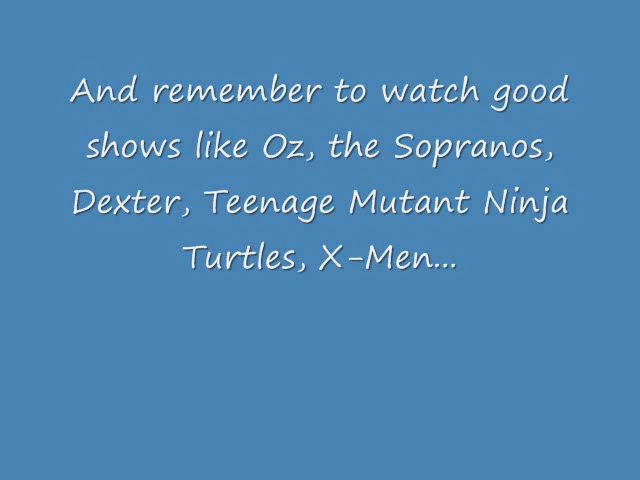 And remember to watch good
shows like Oz, the Sopranos,
Dexter, Teenage Mutant Ninja
Turtles, X-Men...